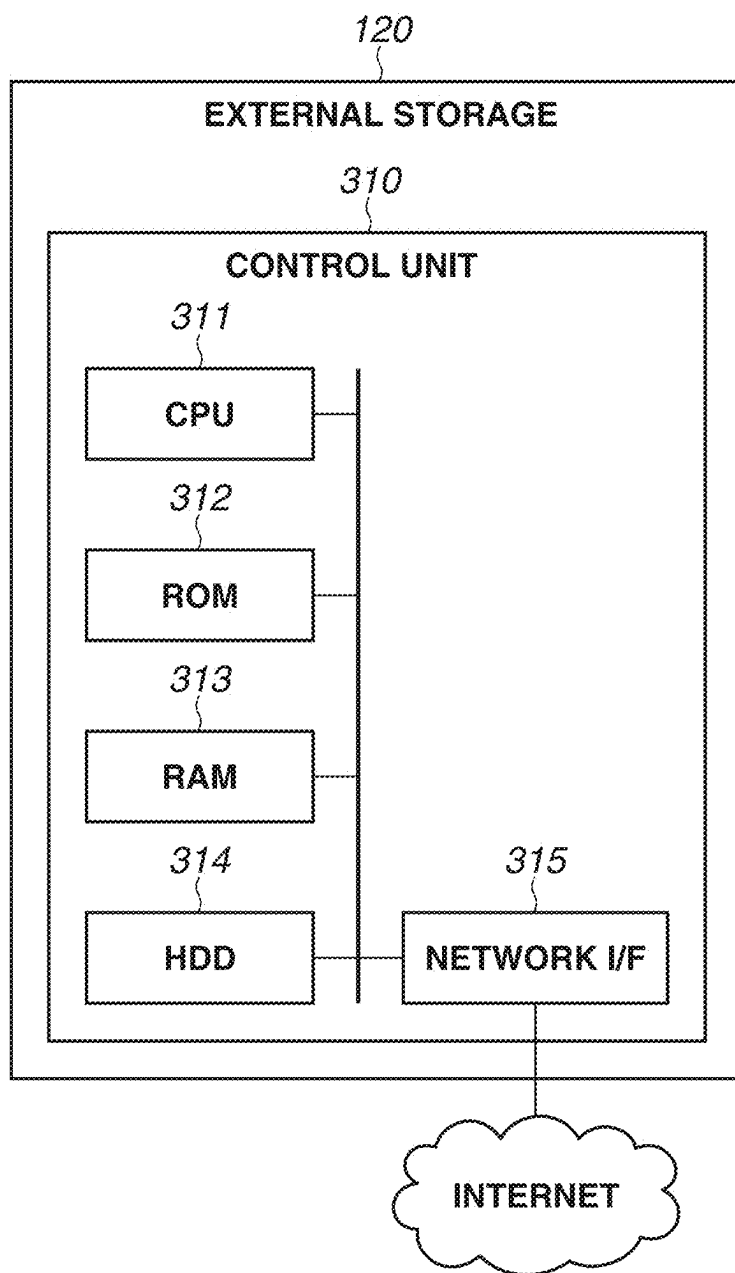 120
EXTERNAL STORAGE
310
CONTROL UNIT
311
CPU
312
ROM
313
RAM
314
HDD
315
NETWORK I/F
INTERNET